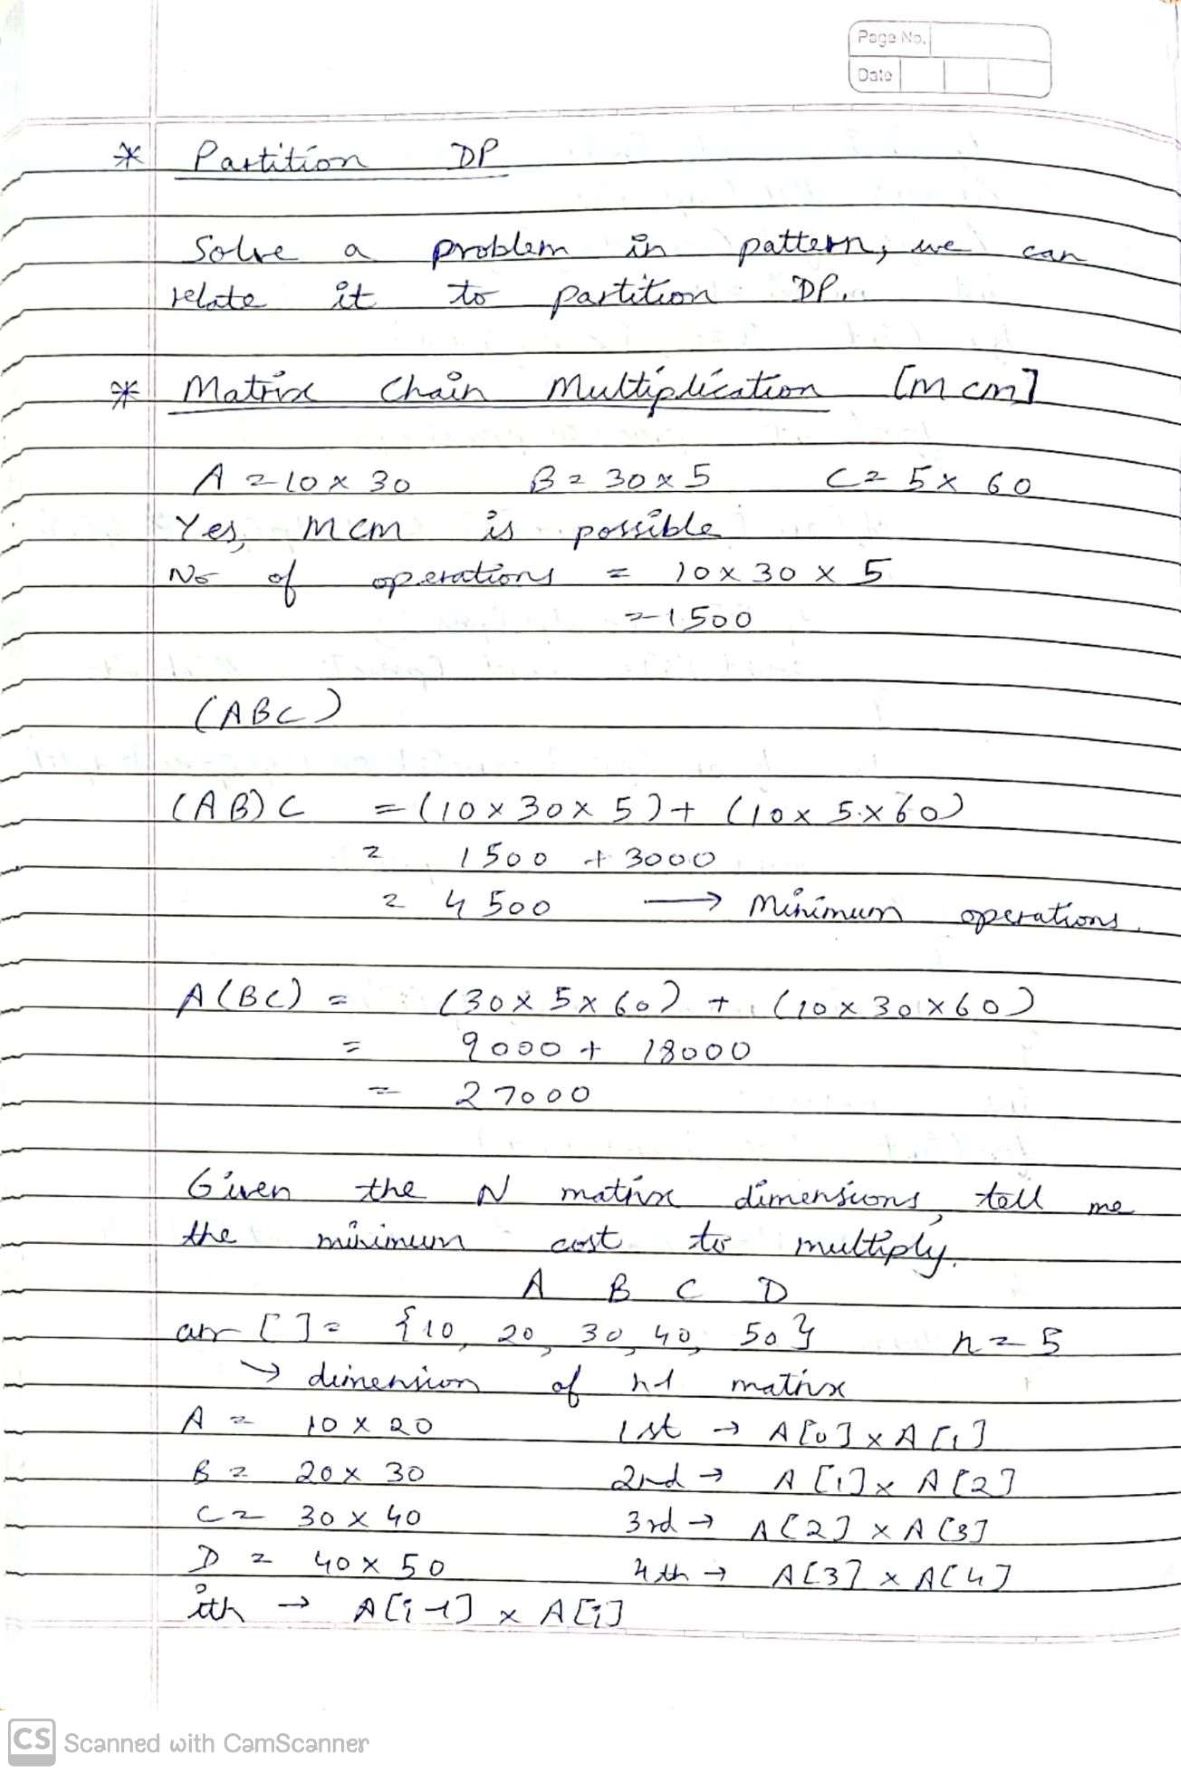 Page No.
Date
* Partition DP
Solve a problem in pattern, we can
relate it to partition DP.
* Matrix Chain Multiplication [MCM]
A = 10 x 30 B = 30 x 5 C = 5 x 60
Yes, MCM is possible
No of operations = 10 x 30 x 5
= 1500
(ABC)
(AB)C = (10 x 30 x 5) + (10 x 5 x 60)
= 1500 + 3000
= 4500 → Minimum operations.
A(BC) = (30 x 5 x 60) + (10 x 30 x 60)
= 9000 + 18000
= 27000
Given the N matrix dimensions, tell me
the minimum cost to multiply.
A B C D
arr [ ] = {10, 20, 30, 40, 50} n = 5
→ dimension of n-1 matrix
A = 10 x 20 1st → A[0] x A[1]
B = 20 x 30 2nd → A[1] x A[2]
C = 30 x 40 3rd → A[2] x A[3]
D = 40 x 50 4th → A[3] x A[4]
ith → A[i-1] x A[i]
CS Scanned with CamScanner